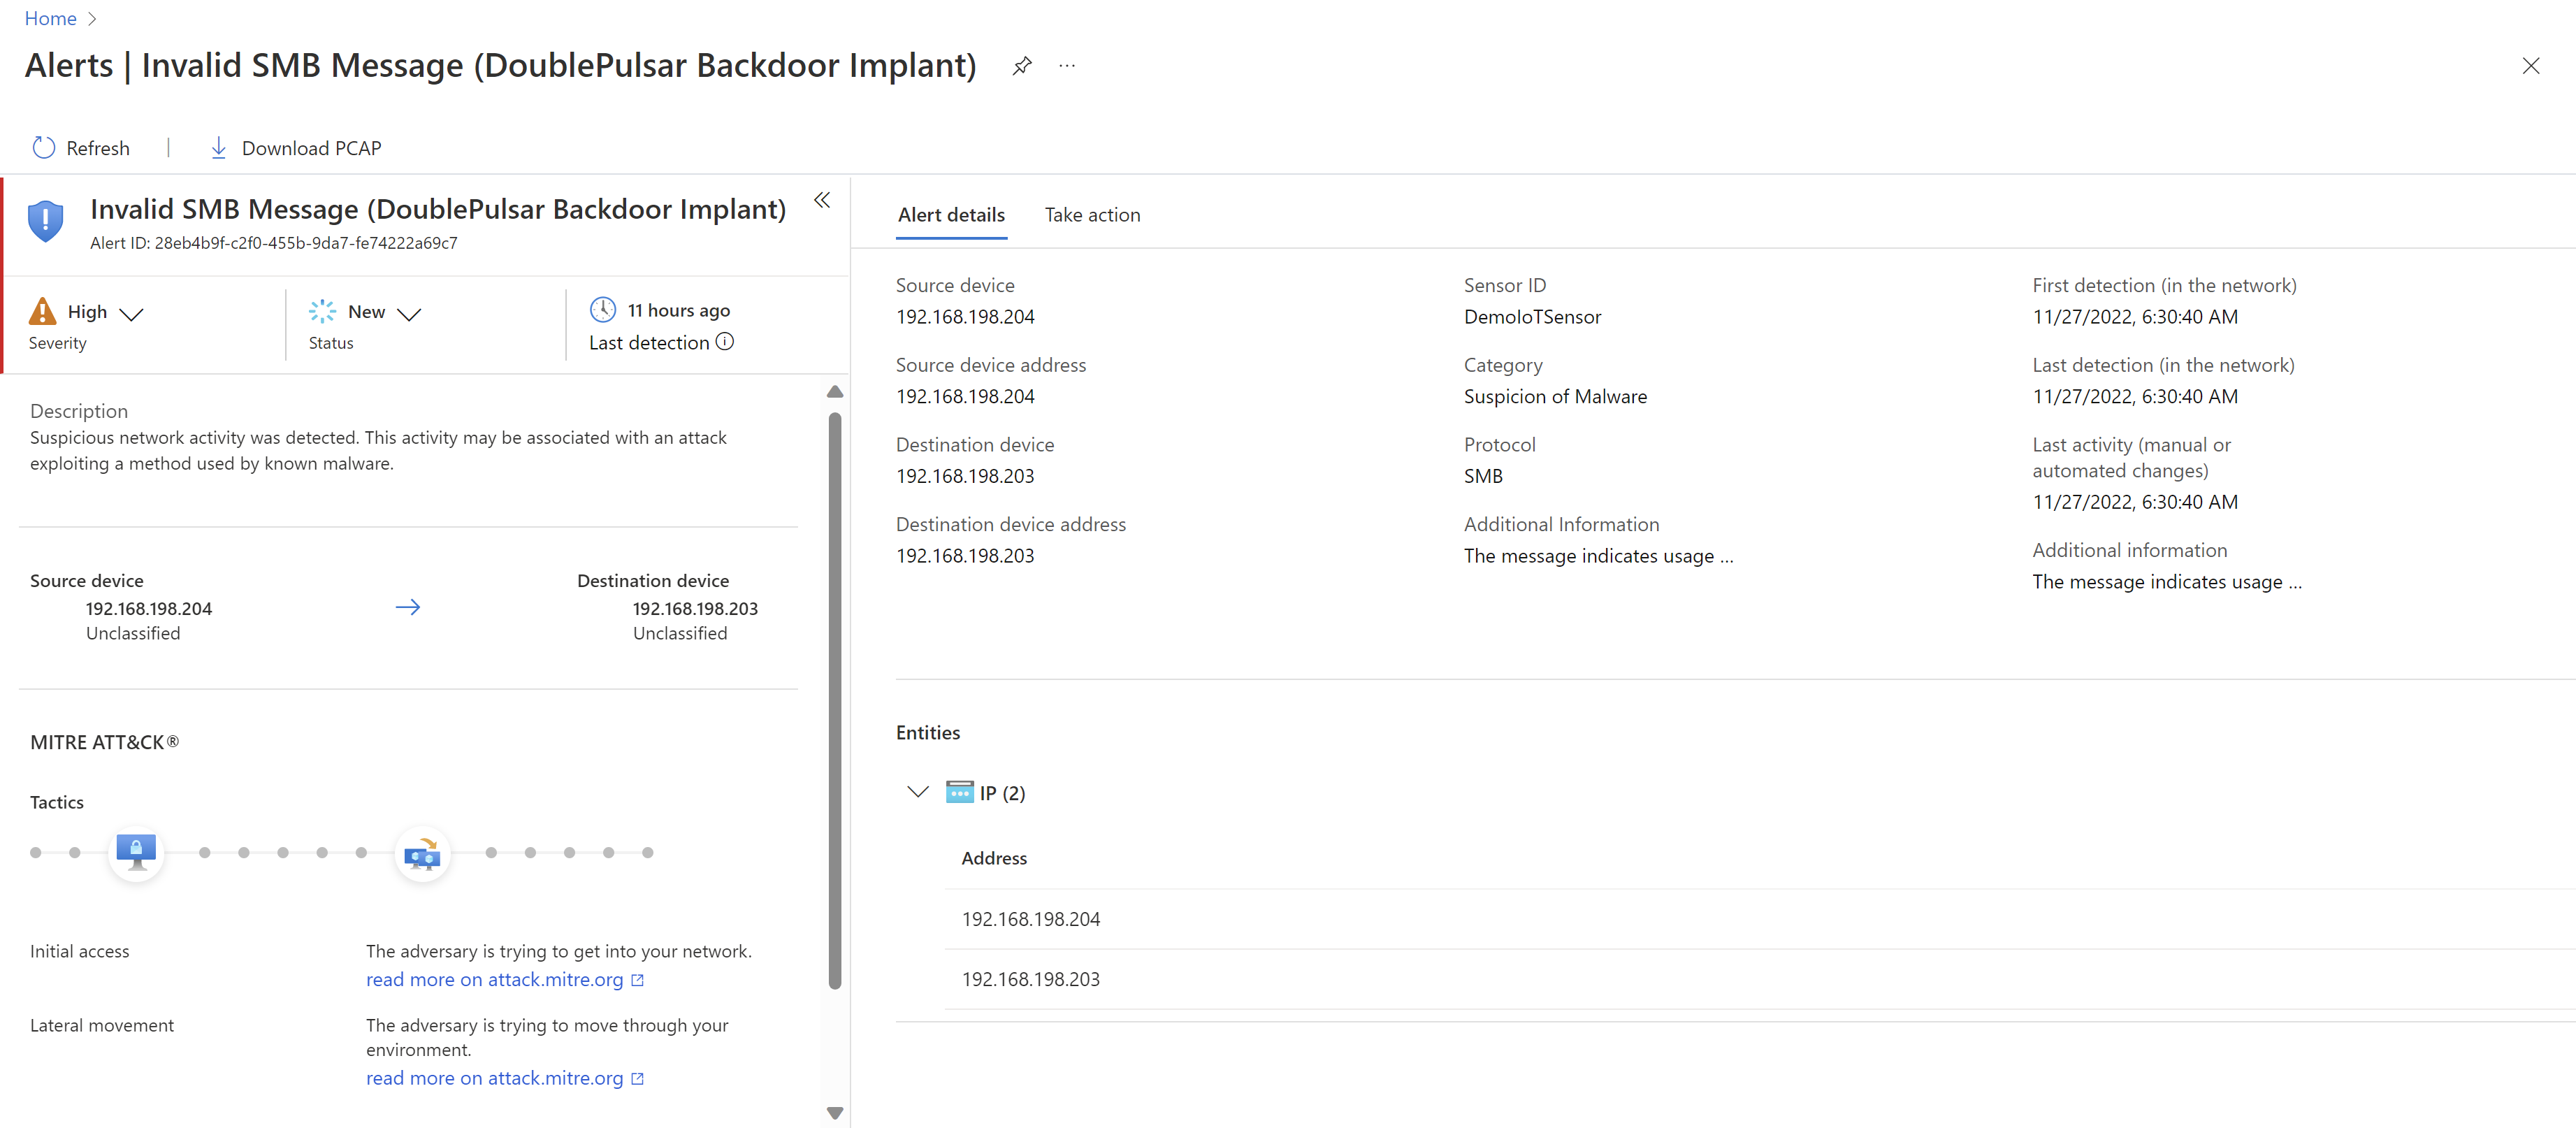 Home
Alerts | Invalid SMB Message (DoublePulsar Backdoor Implant)
Refresh | Download PCAP
Invalid SMB Message (DoublePulsar Backdoor Implant)
Alert ID: 28eb4b9f-c2f0-455b-9da7-fe74222a69c7
High
Severity
New
Status
11 hours ago
Last detection
Description
Suspicious network activity was detected. This activity may be associated with an attack
exploiting a method used by known malware.
Source device
192.168.198.204
Unclassified
Destination device
192.168.198.203
Unclassified
MITRE ATT&CK®
Tactics
Initial access
The adversary is trying to get into your network.
read more on attack.mitre.org
Lateral movement
The adversary is trying to move through your
environment.
read more on attack.mitre.org
Alert details
Take action
Source device
192.168.198.204
Source device address
192.168.198.204
Destination device
192.168.198.203
Destination device address
192.168.198.203
Sensor ID
DemoIoTSensor
Category
Suspicion of Malware
Protocol
SMB
Additional Information
The message indicates usage ...
First detection (in the network)
11/27/2022, 6:30:40 AM
Last detection (in the network)
11/27/2022, 6:30:40 AM
Last activity (manual or
automated changes)
11/27/2022, 6:30:40 AM
Additional information
The message indicates usage ...
Entities
IP (2)
Address
192.168.198.204
192.168.198.203